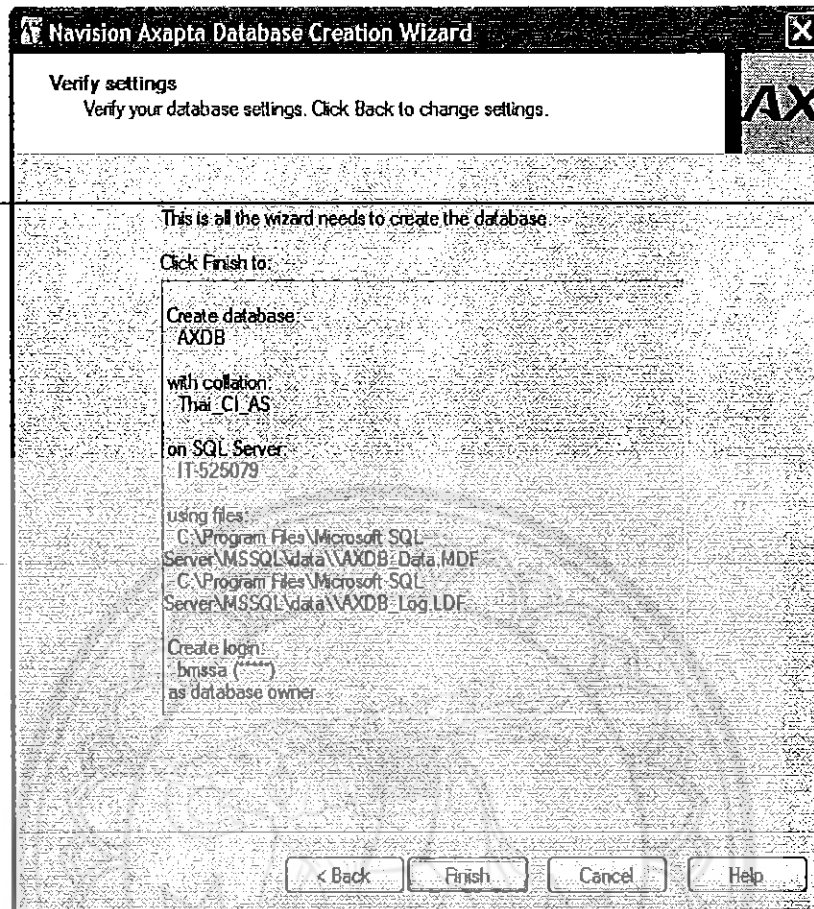 Navision Axapta Database Creation Wizard
Verify settings
Verify your database settings. Click Back to change settings.
AX
This is all the wizard needs to create the database.
Click Finish to:
Create database:
AXDB
with collation:
Thai_CI_AS
on SQL Server:
IT-525079
using files:
C:\Program Files\Microsoft SQL
Server\MSSQL\data\\AXDB_Data.MDF
C:\Program Files\Microsoft SQL
Server\MSSQL\data\\AXDB_Log.LDF
Create login:
bmssa (*****)
as database owner
< Back Finish Cancel Help